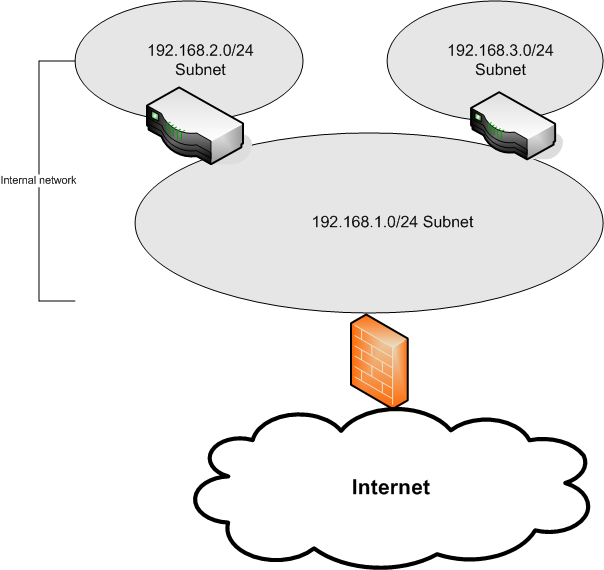 192.168.2.0/24
Subnet
192.168.3.0/24
Subnet
Internal network
192.168.1.0/24 Subnet
Internet